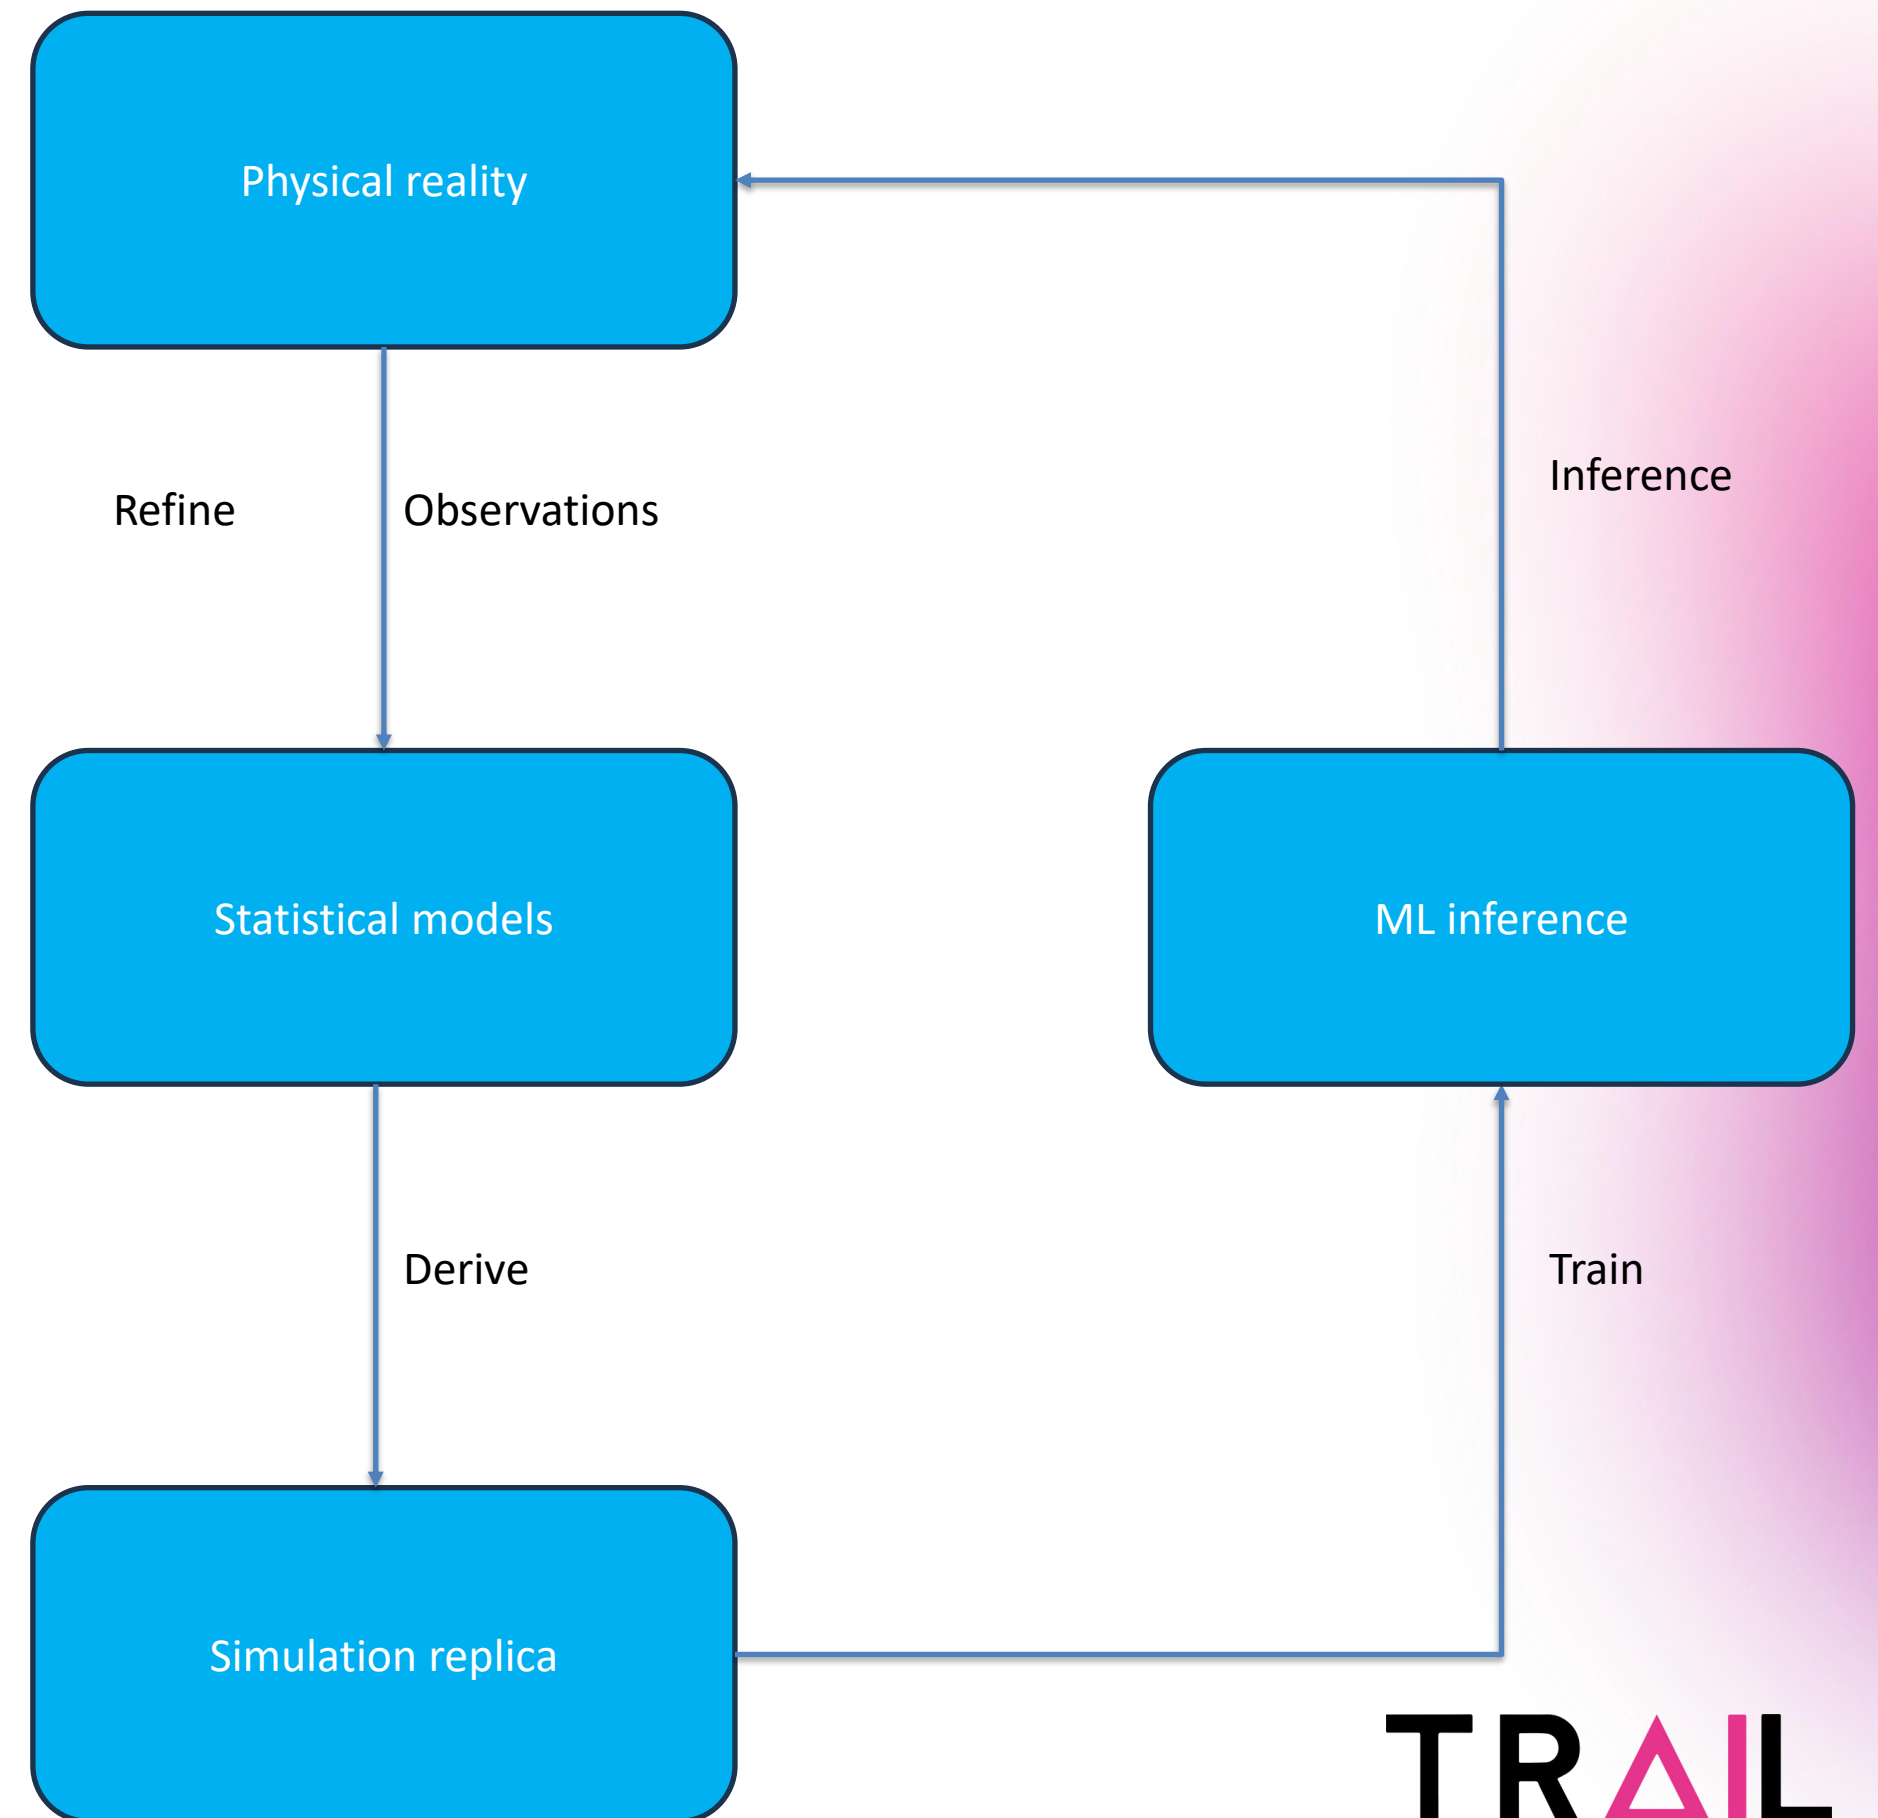 Physical reality
Refine
Observations
Inference
Statistical models
ML inference
Derive
Train
Simulation replica
TRAIL